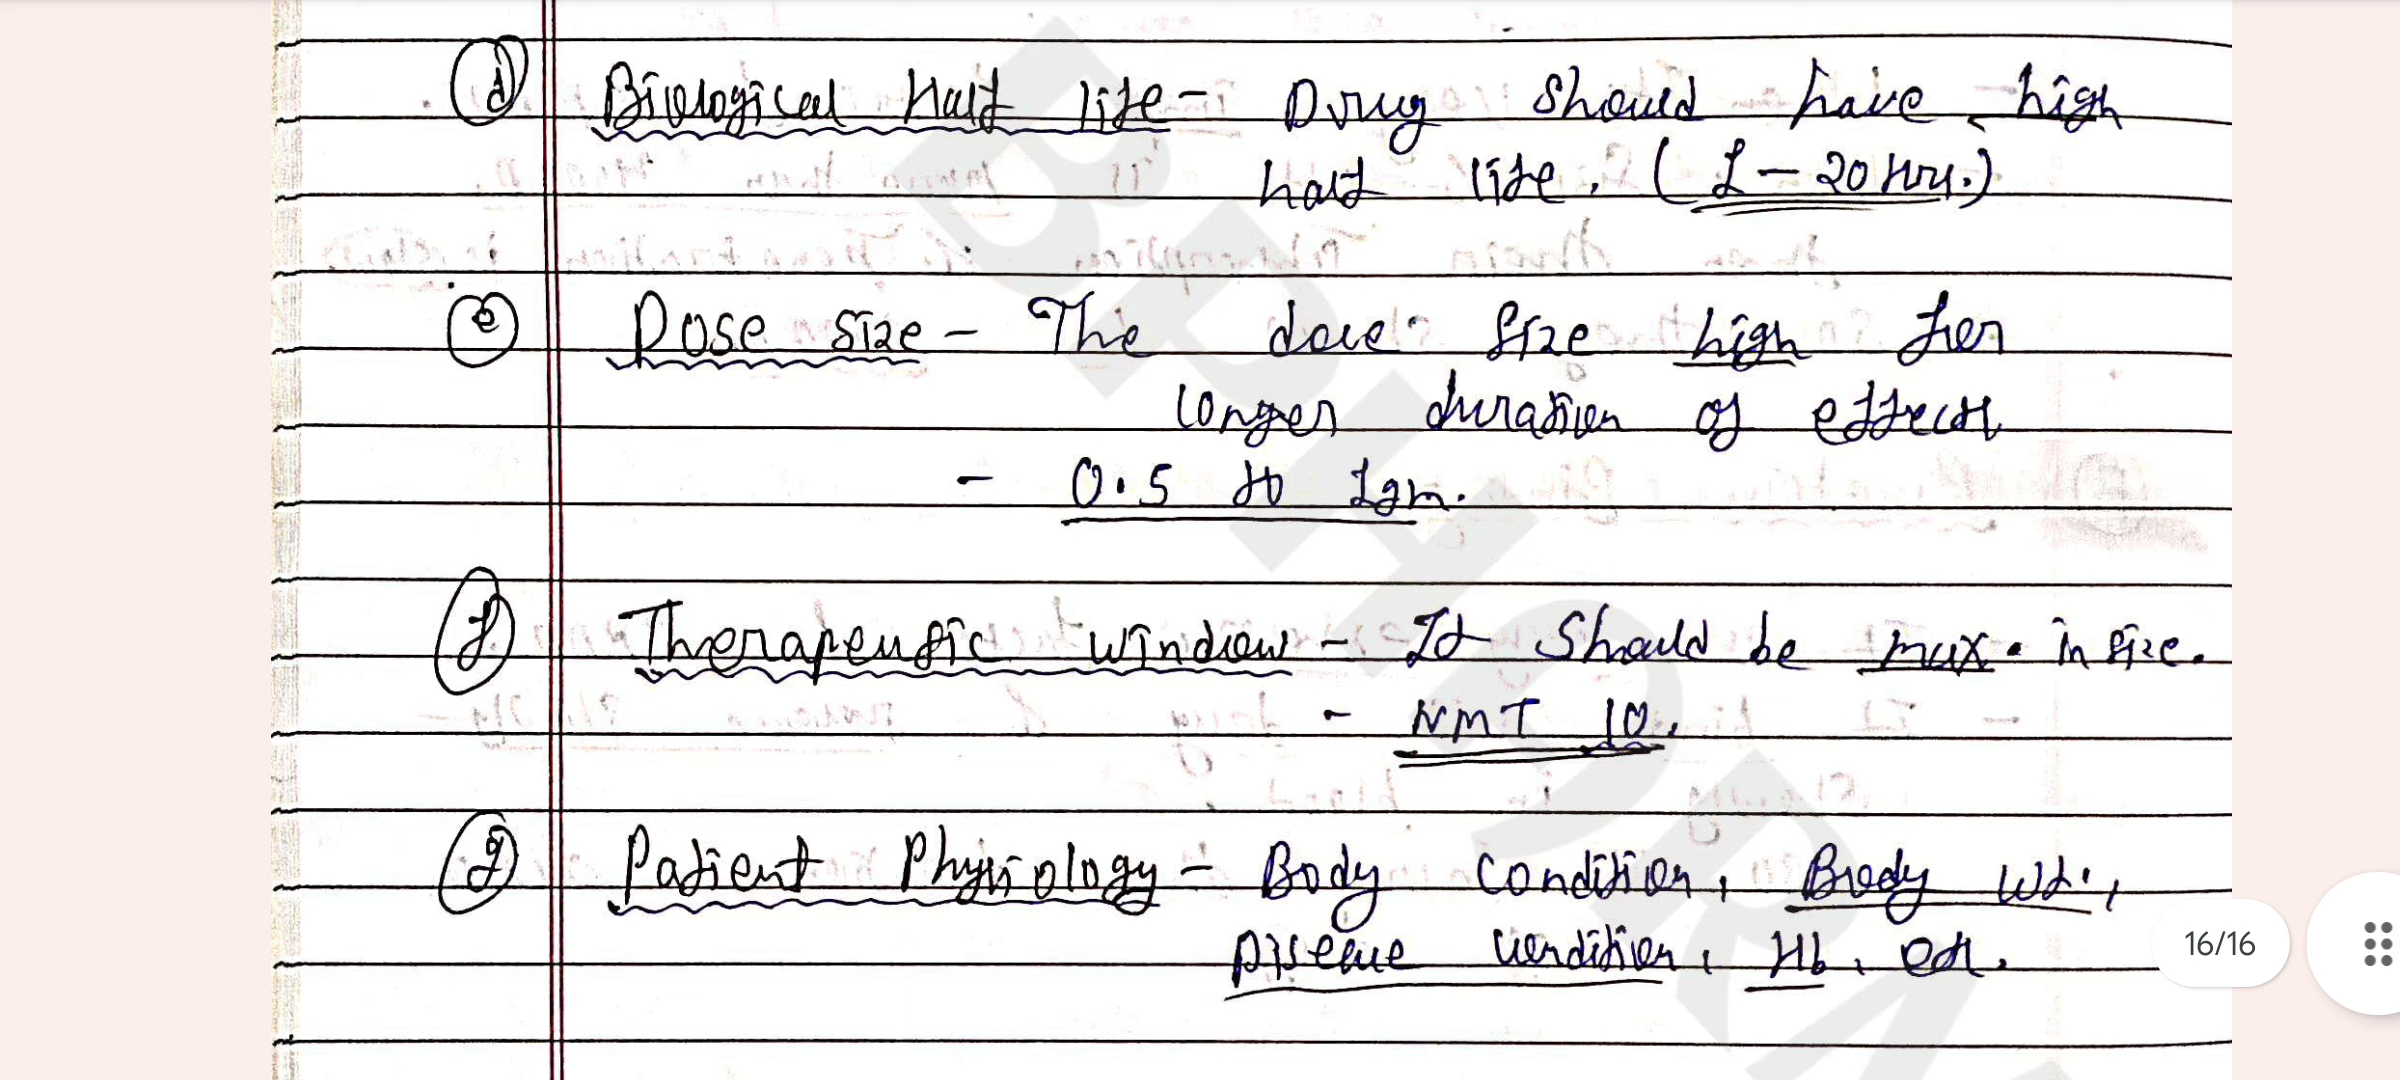 d Biological Half life - Drug should have high
half life. (1-20 Hrs.)
e Dose size - The dose size high for
longer duration of effect
- 0.5 to 1gm.
f Therapeutic window - It should be max. in size.
- NMT 10.
g Patient Physiology - Body condition, Body wt.,
Disease condition, Hb, etc.
16/16